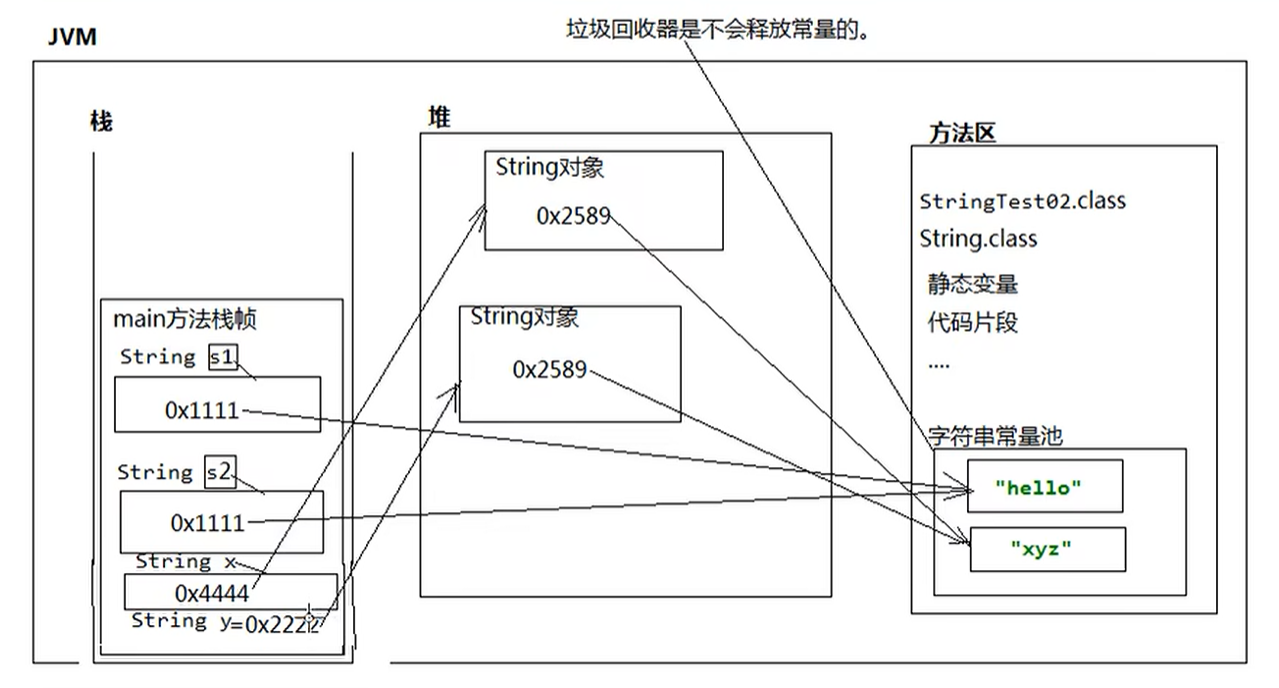 垃圾回收器是不会释放常量的。
JVM
栈
main方法栈帧
String s1
0x1111
String s2
0x1111
String x
0x4444
String y=0x2222
堆
String对象
0x2589
String对象
0x2589
方法区
StringTest02.class
String.class
静态变量
代码片段
....
字符串常量池
"hello"
"xyz"